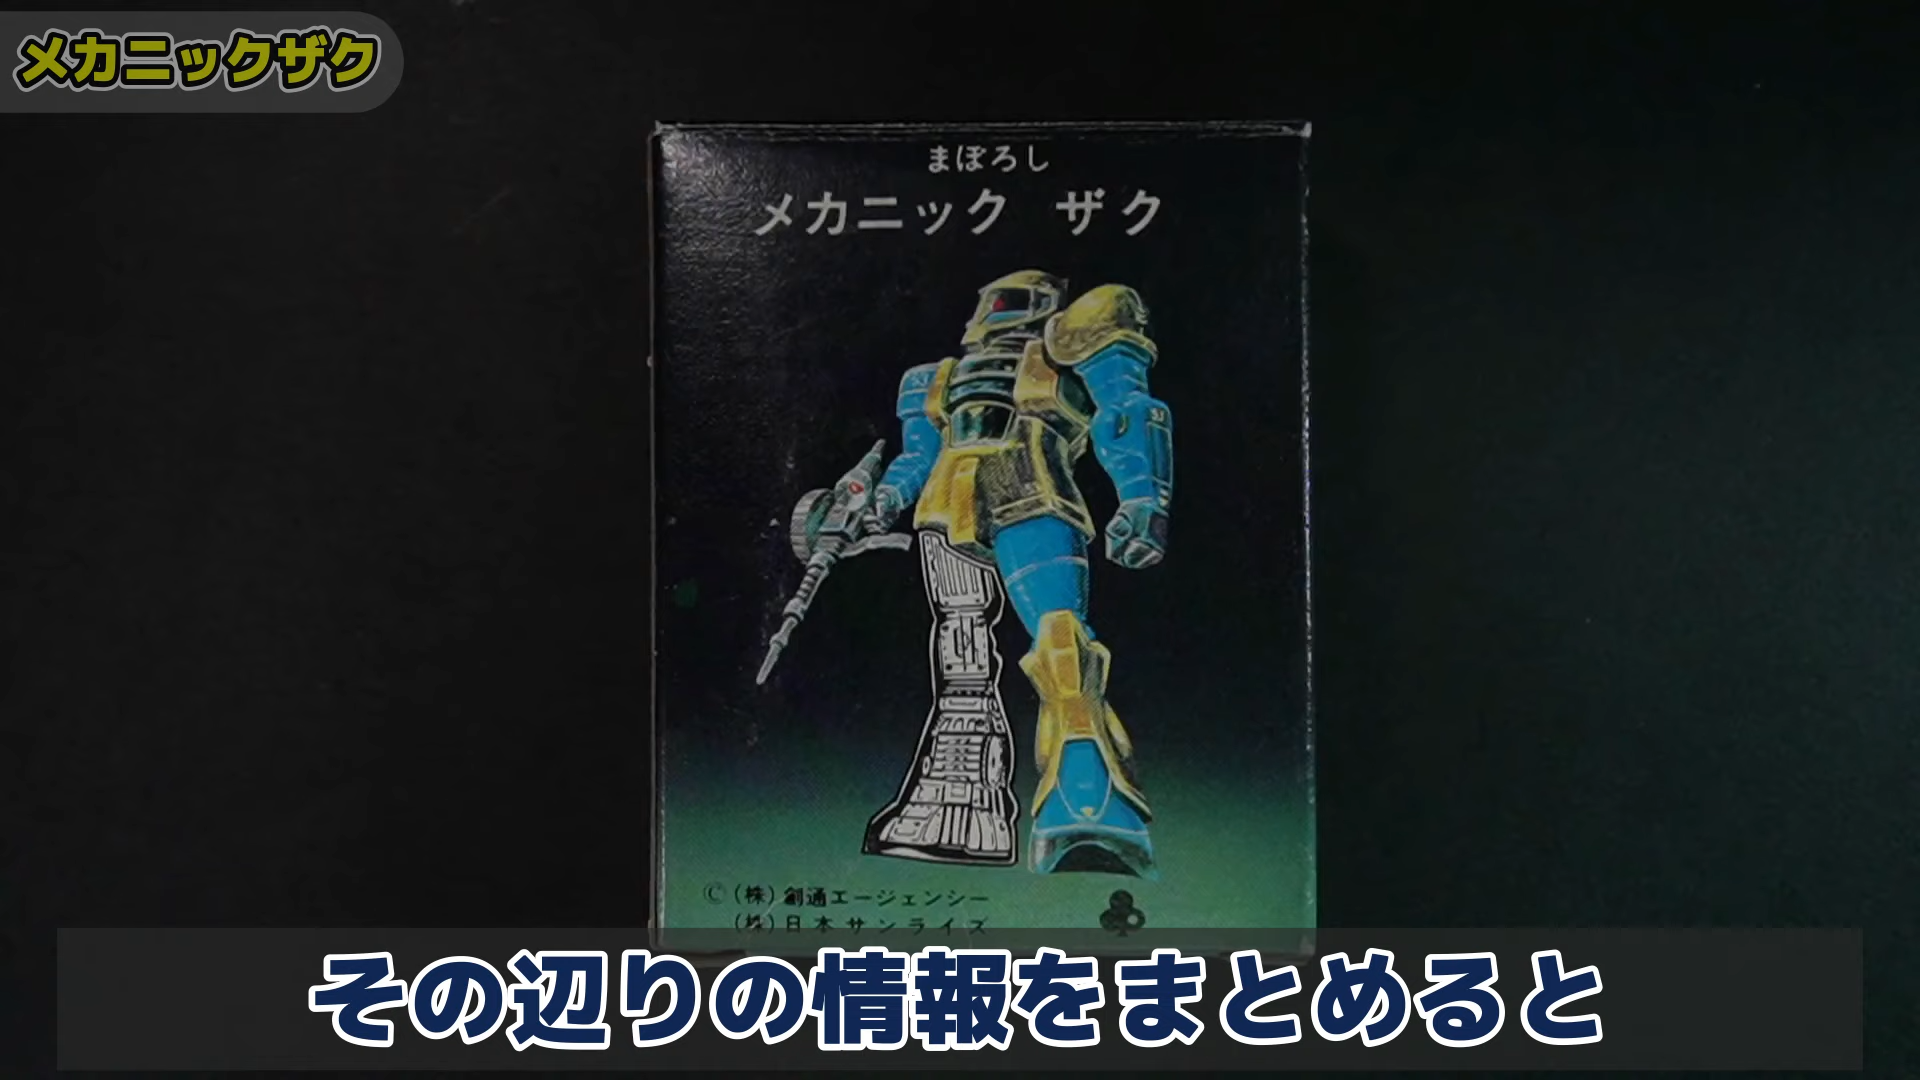 メカニックザク
まぼろし
メカニック ザク
©(株)創通エージェンシー
(株)日本サンライズ
その辺りの情報をまとめると